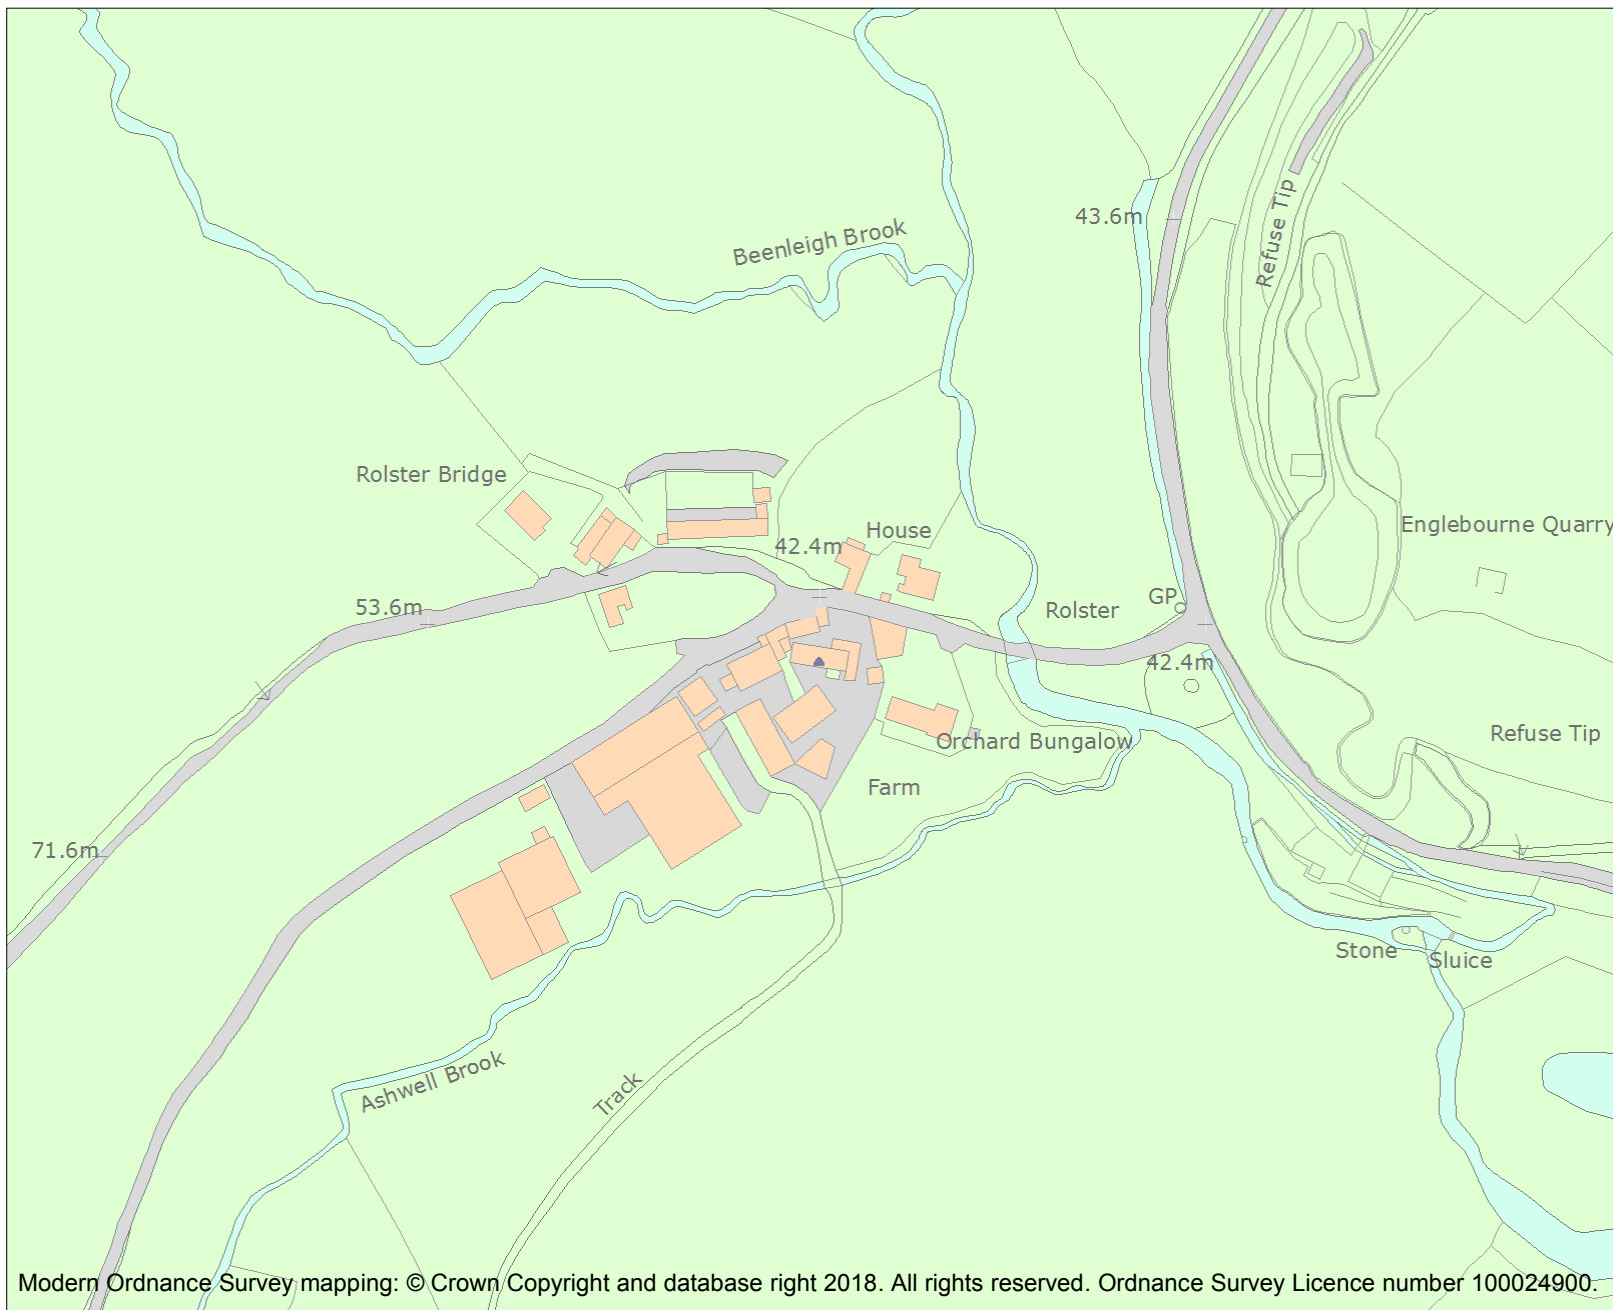 Refuse Tip
43.6m
Beenleigh Brook
Rolster Bridge
Englebourne Quarry
House
42.4m
GP
53.6m
Rolster
42.4m
Refuse Tip
Orchard Bungalow
Farm
71.6m
Stone
Sluice
Ashwell Brook
Track
Modern Ordnance Survey mapping: © Crown Copyright and database right 2018. All rights reserved. Ordnance Survey Licence number 100024900.